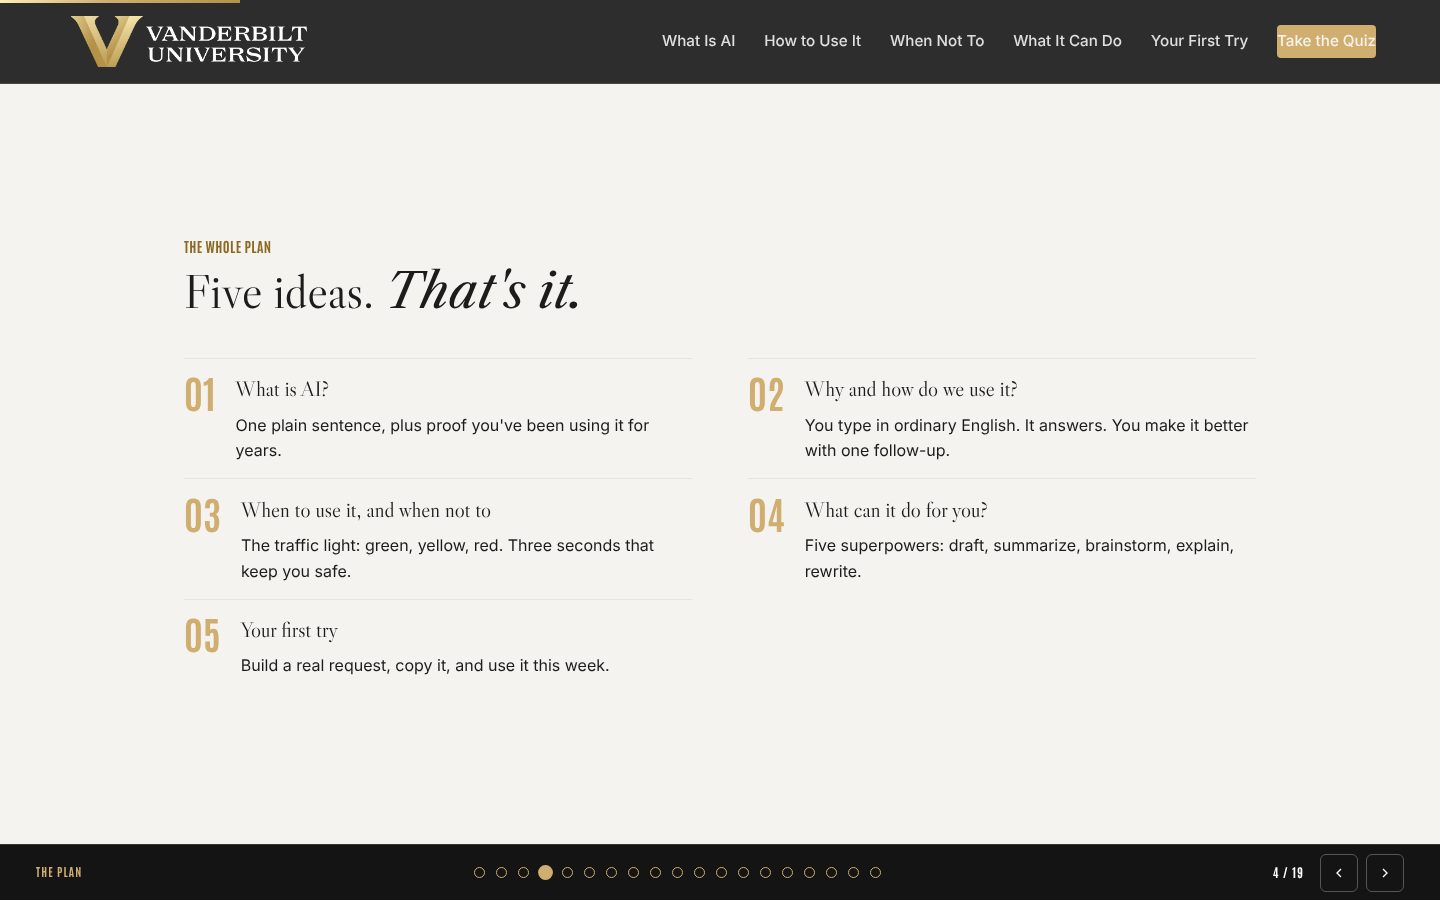 VANDERBILT
UNIVERSITY
What Is AI
How to Use It
When Not To
What It Can Do
Your First Try
Take the Quiz
THE WHOLE PLAN
Five ideas. That's it.
01
What is AI?
One plain sentence, plus proof you've been using it for
years.
02
Why and how do we use it?
You type in ordinary English. It answers. You make it better
with one follow-up.
03
When to use it, and when not to
The traffic light: green, yellow, red. Three seconds that
keep you safe.
04
What can it do for you?
Five superpowers: draft, summarize, brainstorm, explain,
rewrite.
05
Your first try
Build a real request, copy it, and use it this week.
THE PLAN
4 / 19